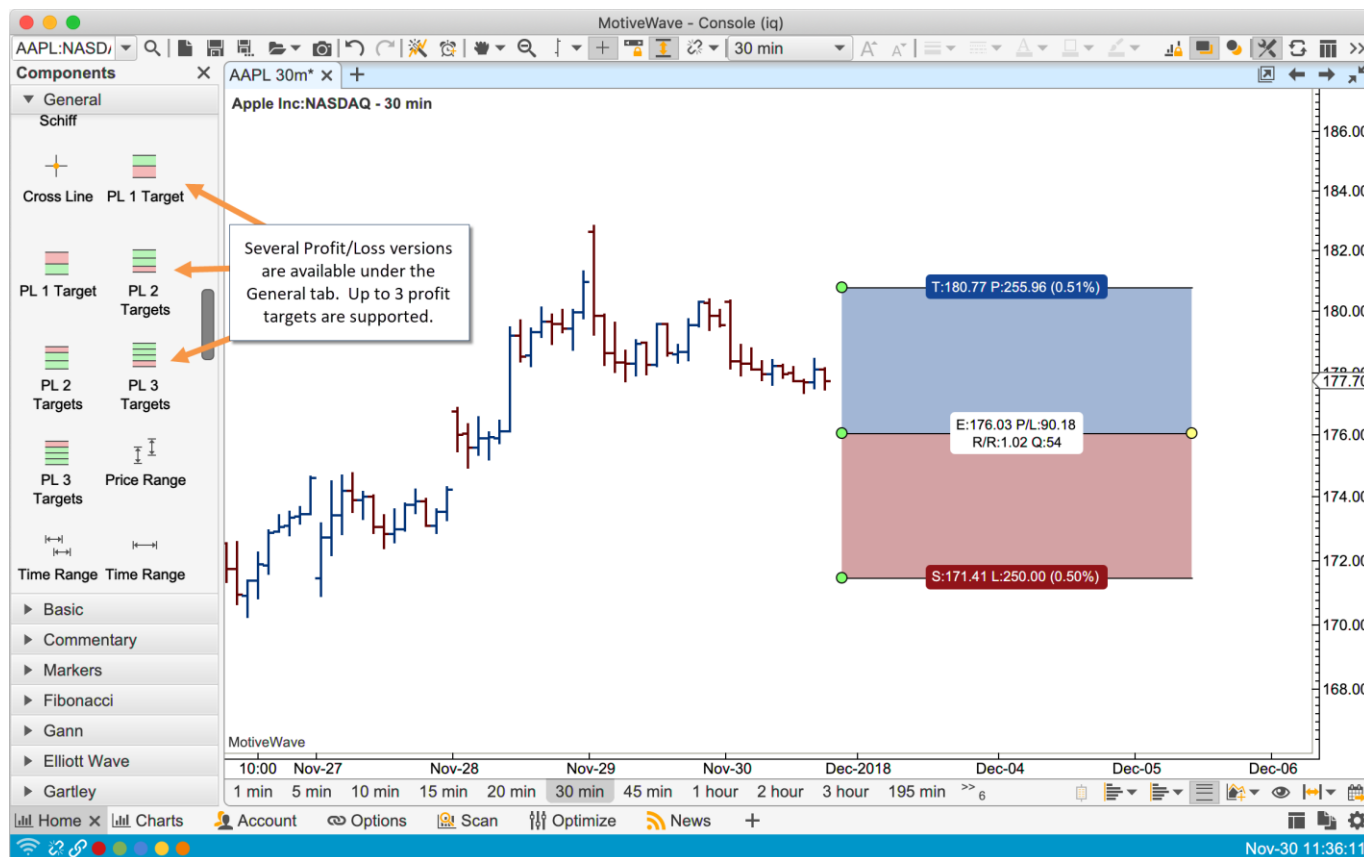 MotiveWave - Console (iq)
AAPL:NASD
30 min
Components
AAPL 30m*
General
Schiff
Cross Line
PL 1 Target
PL 1 Target
PL 2
Targets
PL 2
Targets
PL 3
Targets
PL 3
Targets
Price Range
Time Range
Time Range
Basic
Commentary
Markers
Fibonacci
Gann
Elliott Wave
Gartley
Apple Inc:NASDAQ - 30 min
Several Profit/Loss versions
are available under the
General tab. Up to 3 profit
targets are supported.
T:180.77 P:255.96 (0.51%)
E:176.03 P/L:90.18
R/R:1.02 Q:54
S:171.41 L:250.00 (0.50%)
186.00
184.00
182.00
180.00
177.70
176.00
174.00
172.00
170.00
168.00
MotiveWave
10:00 Nov-27 Nov-28 Nov-29 Nov-30 Dec-2018 Dec-04 Dec-05 Dec-06
1 min 5 min 10 min 15 min 20 min 30 min 45 min 1 hour 2 hour 3 hour 195 min >> 6
Home Charts Account Options Scan Optimize News
Nov-30 11:36:11